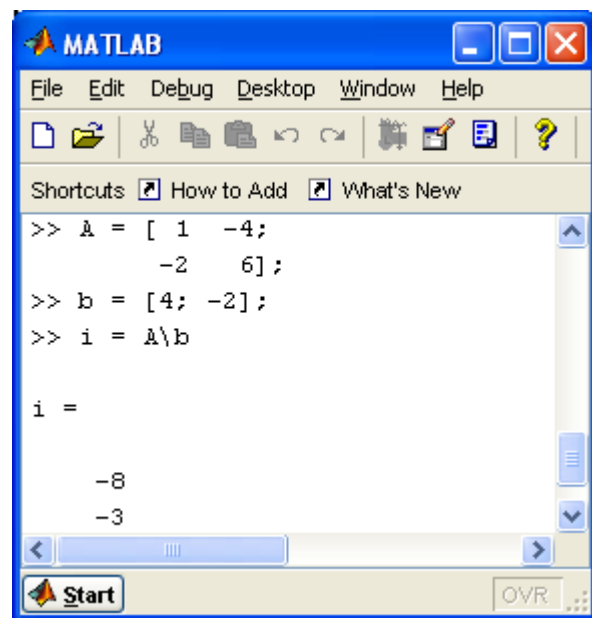 MATLAB
File Edit Debug Desktop Window Help
Shortcuts How to Add What's New
>> A = [ 1 -4;
-2 6];
>> b = [4; -2];
>> i = A\b
i =
-8
-3
Start OVR